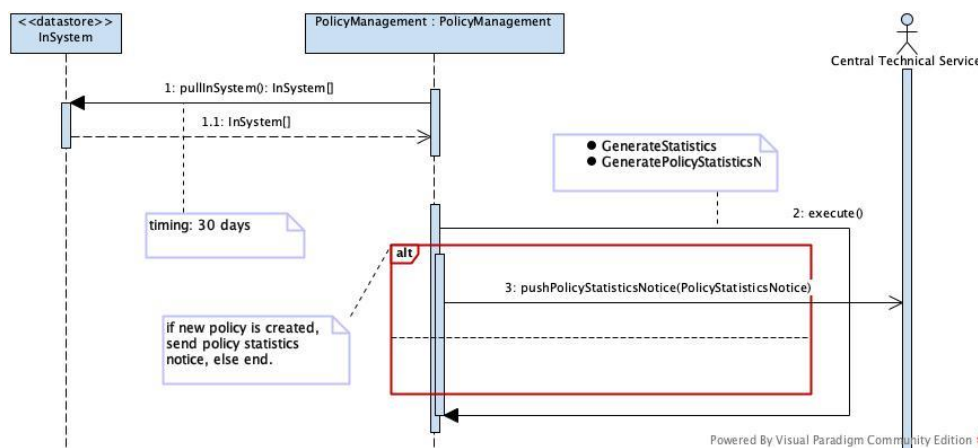 <<datastore>>
InSystem
PolicyManagement : PolicyManagement
Central Technical Service
1: pullInSystem(): InSystem[]
1.1: InSystem[]
● GenerateStatistics
● GeneratePolicyStatisticsN
timing: 30 days
2: execute()
alt
3: pushPolicyStatisticsNotice(PolicyStatisticsNotice)
if new policy is created,
send policy statistics
notice, else end.
Powered By Visual Paradigm Community Edition